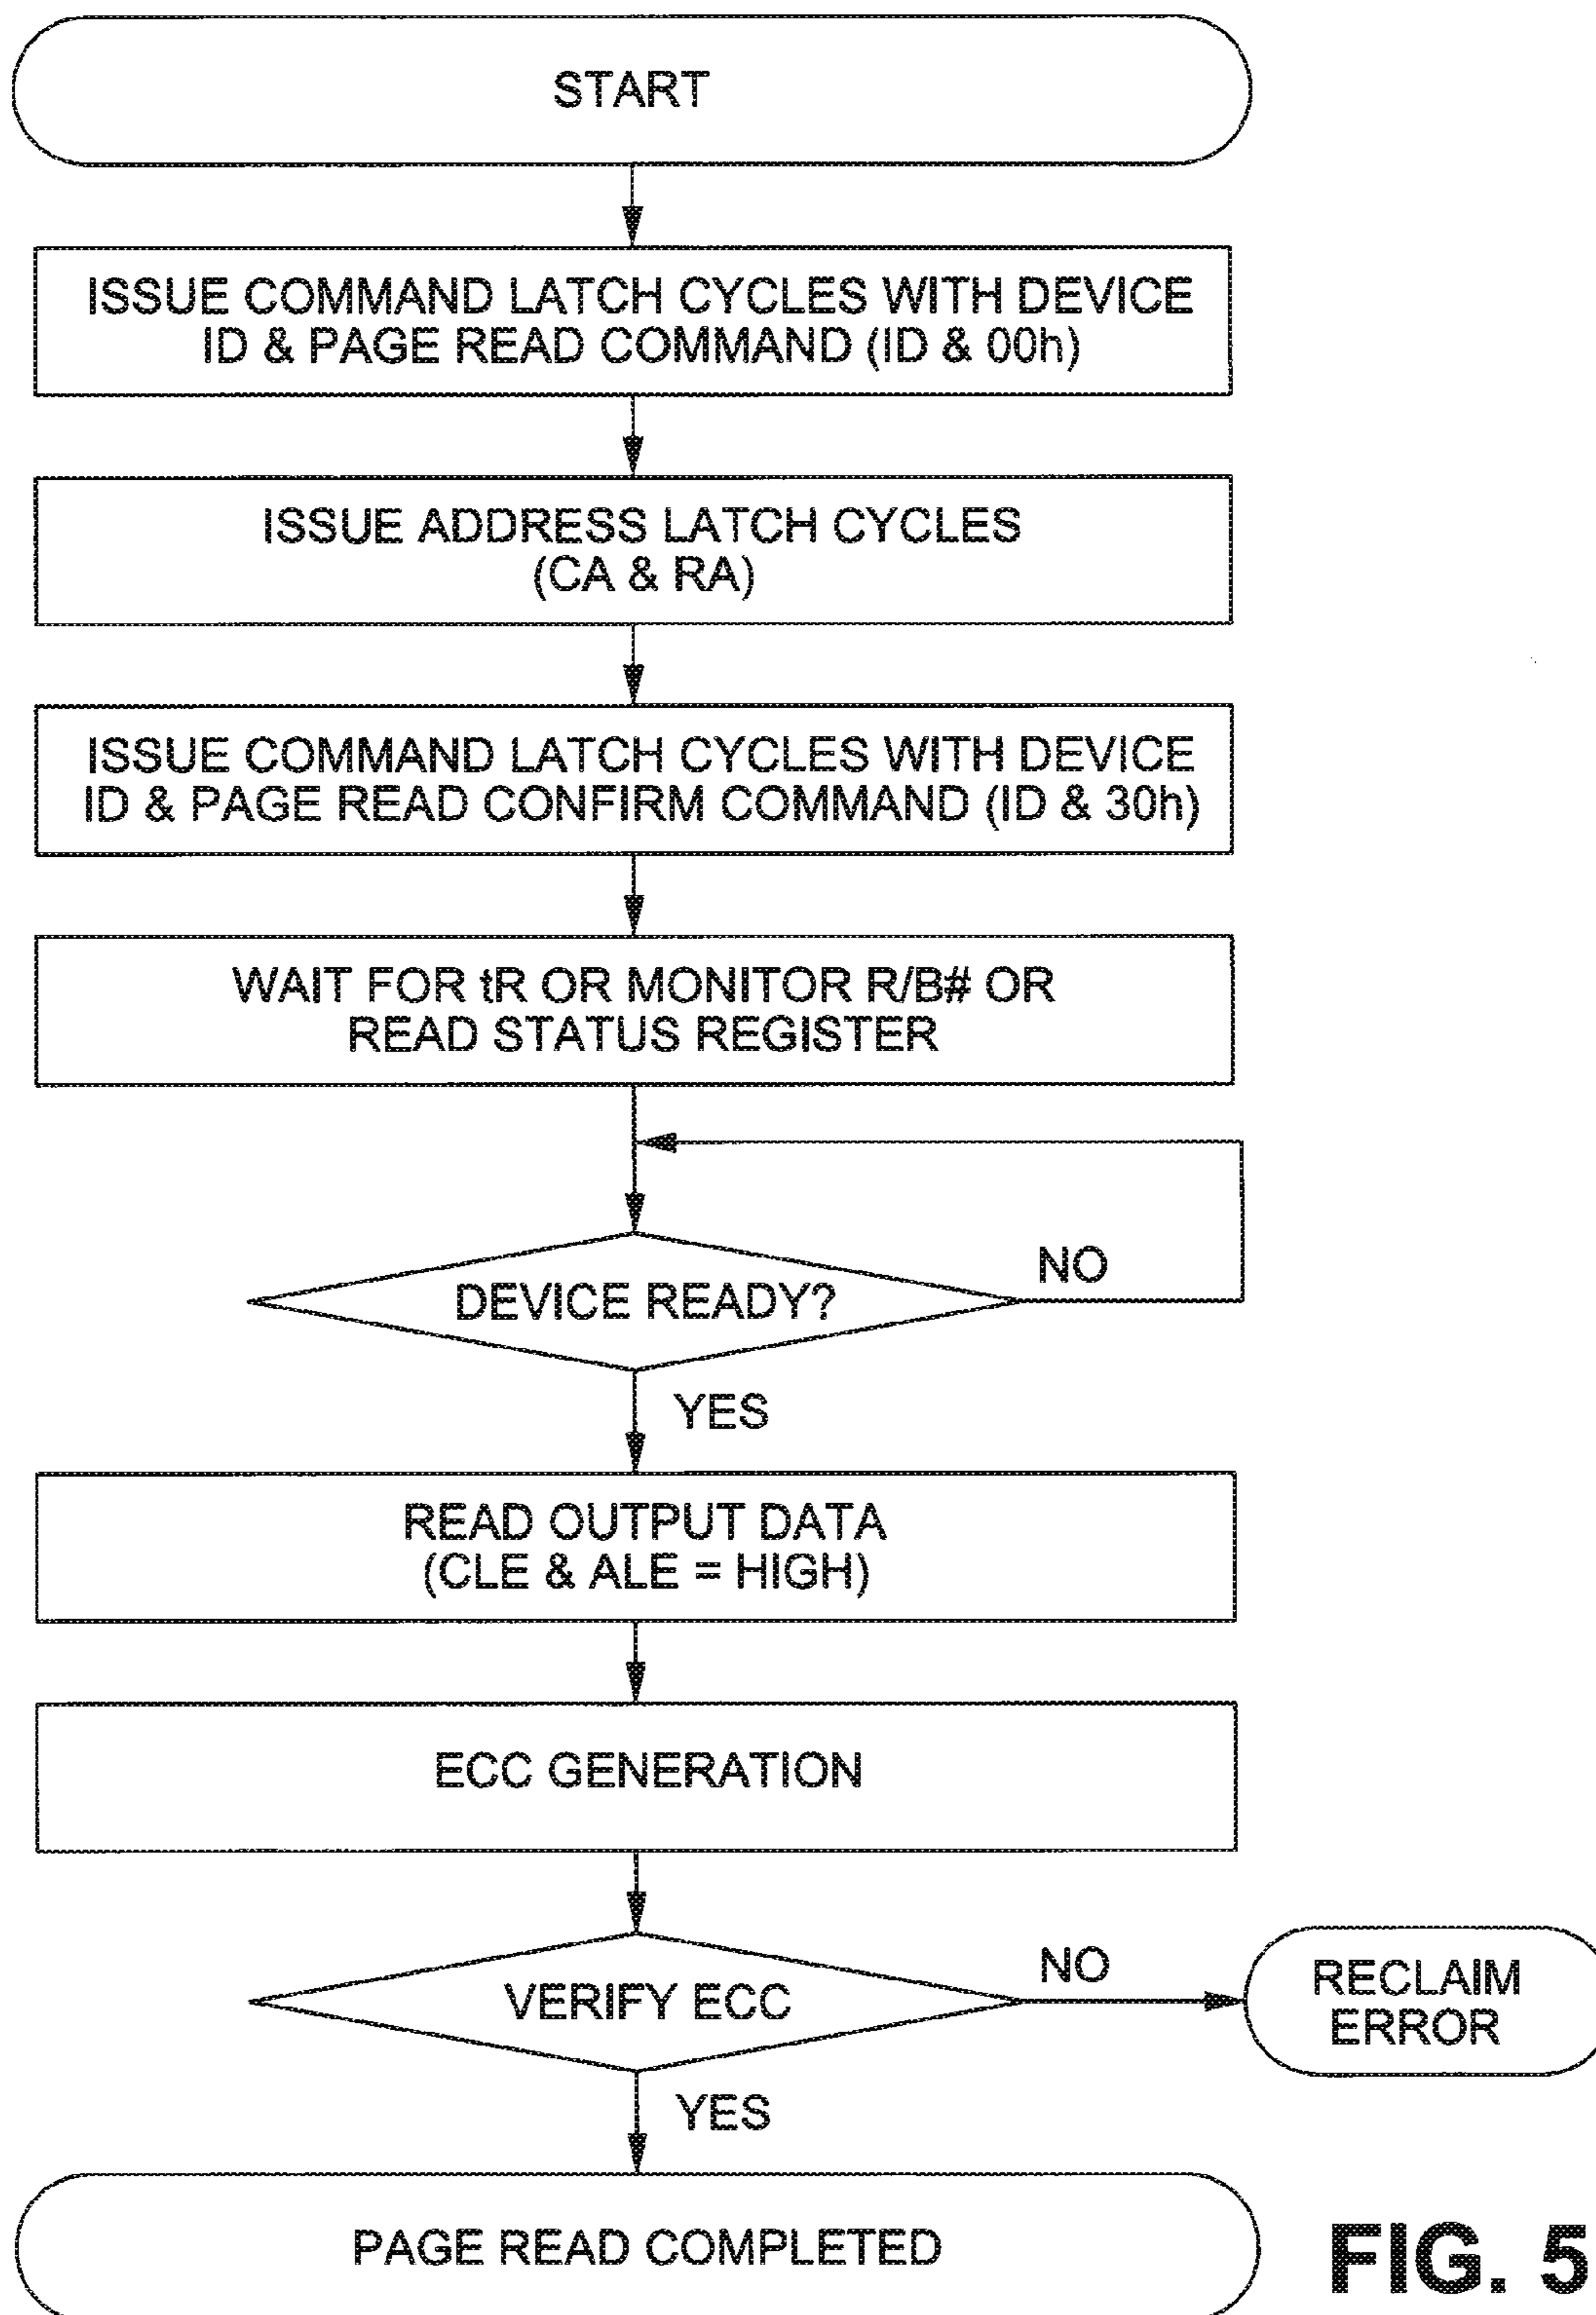 START
ISSUE COMMAND LATCH CYCLES WITH DEVICE
ID & PAGE READ COMMAND (ID & 00h)
ISSUE ADDRESS LATCH CYCLES
(CA & RA)
ISSUE COMMAND LATCH CYCLES WITH DEVICE
ID & PAGE READ CONFIRM COMMAND (ID & 30h)
WAIT FOR tR OR MONITOR R/B# OR
READ STATUS REGISTER
DEVICE READY?
NO
YES
READ OUTPUT DATA
(CLE & ALE = HIGH)
ECC GENERATION
VERIFY ECC
NO
RECLAIM
ERROR
YES
PAGE READ COMPLETED
FIG. 5